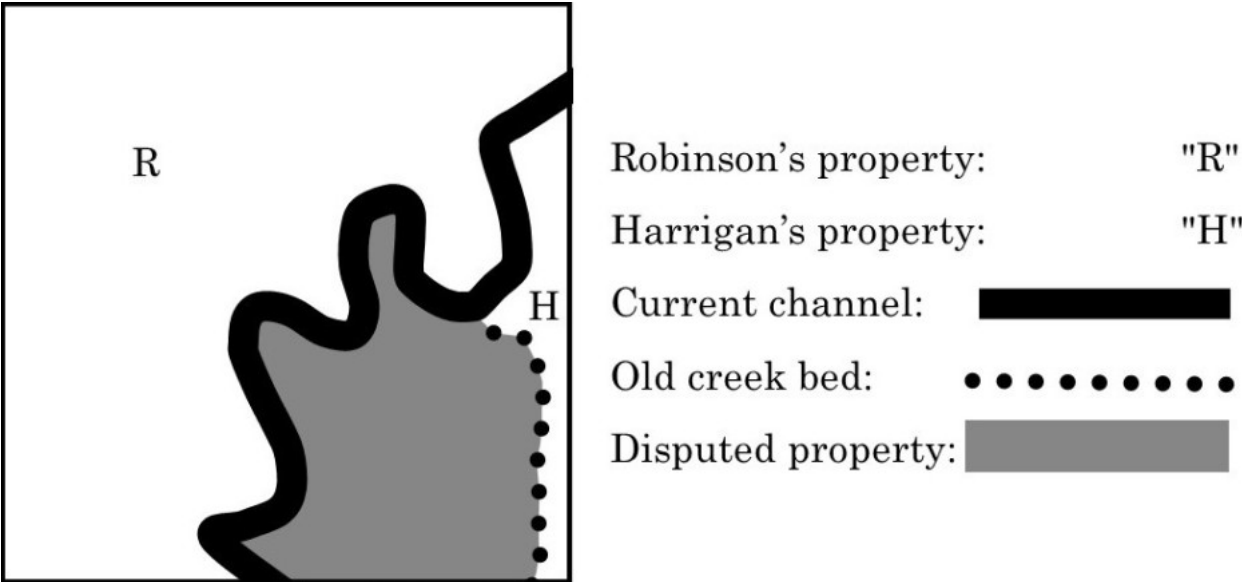 R
H
Robinson's property: "R"
Harrigan's property: "H"
Current channel:
Old creek bed:
Disputed property: